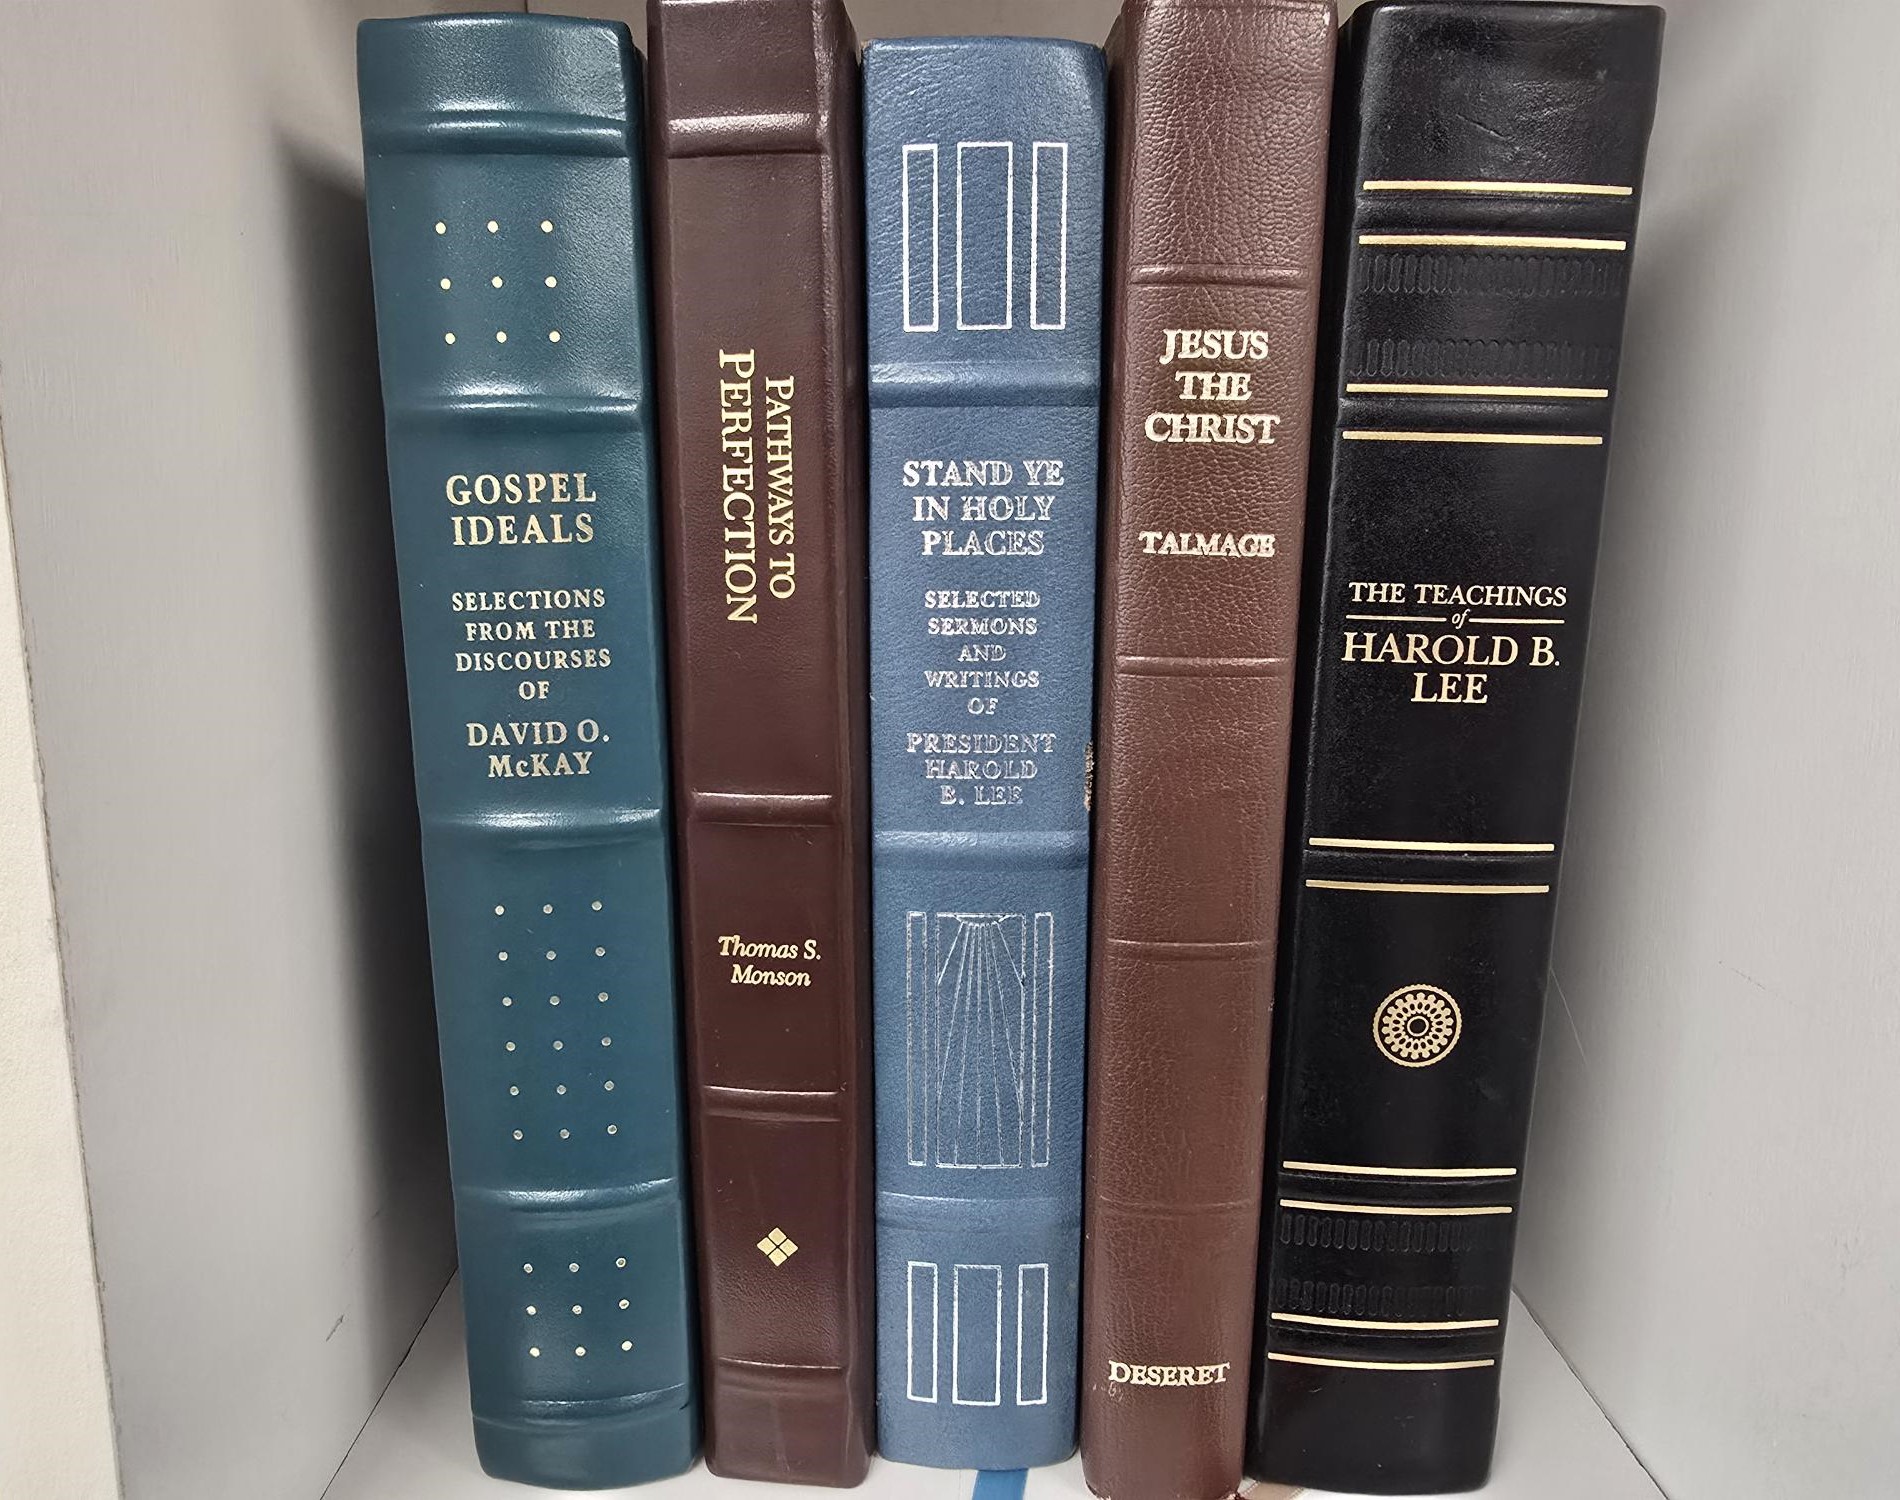 GOSPEL
IDEALS
SELECTIONS
FROM THE
DISCOURSES
OF
DAVID O.
McKAY
PATHWAYS TO
PERFECTION
Thomas S.
Monson
STAND YE
IN HOLY
PLACES
SELECTED
SERMONS
AND
WRITINGS
OF
PRESIDENT
HAROLD
B. LEE
JESUS
THE
CHRIST
TALMAGE
DESERET
THE TEACHINGS
of
HAROLD B.
LEE